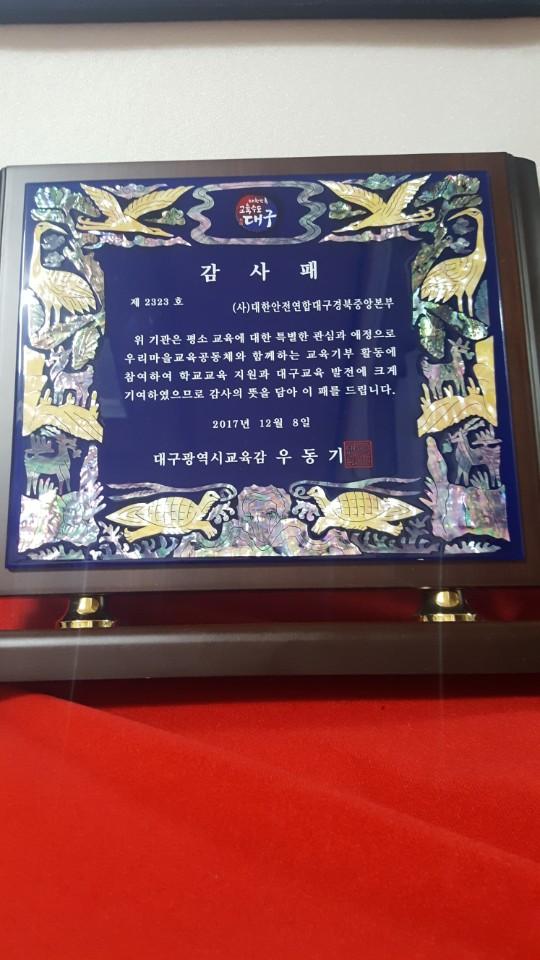 대한민국
교육수도
대구
감 사 패
제 2323 호
(사)대한안전연합대구경북중앙본부
위 기관은 평소 교육에 대한 특별한 관심과 애정으로
우리마을교육공동체와 함께하는 교육기부 활동에
참여하여 학교교육 지원과 대구교육 발전에 크게
기여하였으므로 감사의 뜻을 담아 이 패를 드립니다.
2017년 12월 8일
대구광역시교육감 우 동 기